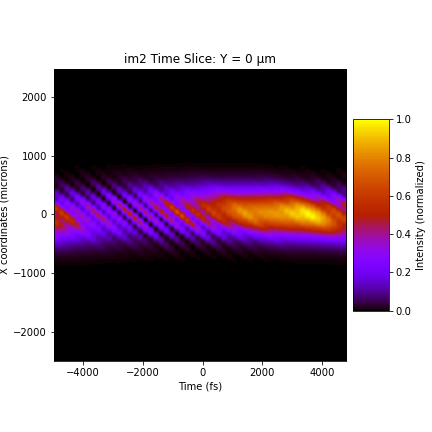 im2 Time Slice: Y = 0 μm
2000
1000
0
−1000
−2000
X coordinates (microns)
−4000 −2000 0 2000 4000
Time (fs)
1.0
0.8
0.6
0.4
0.2
0.0
Intensity (normalized)